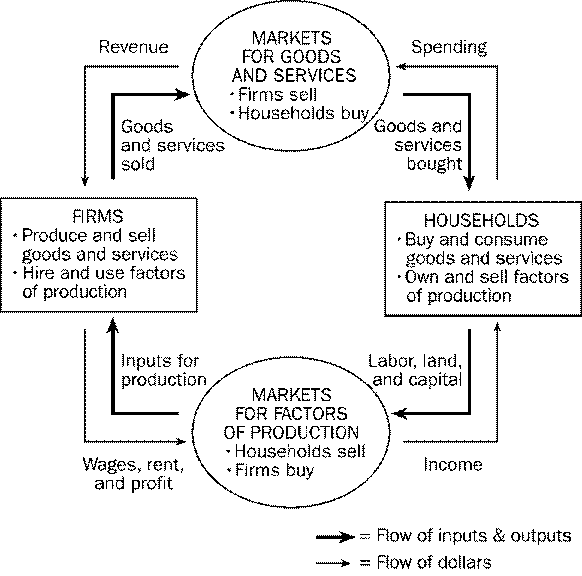 MARKETS
FOR GOODS
AND SERVICES
• Firms sell
• Households buy
Revenue
Spending
Goods
and services
sold
Goods and
services
bought
FIRMS
• Produce and sell
goods and services
• Hire and use factors
of production
HOUSEHOLDS
• Buy and consume
goods and services
• Own and sell factors
of production
Inputs for
production
Labor, land,
and capital
MARKETS
FOR FACTORS
OF PRODUCTION
• Households sell
• Firms buy
Wages, rent,
and profit
Income
= Flow of inputs & outputs
= Flow of dollars